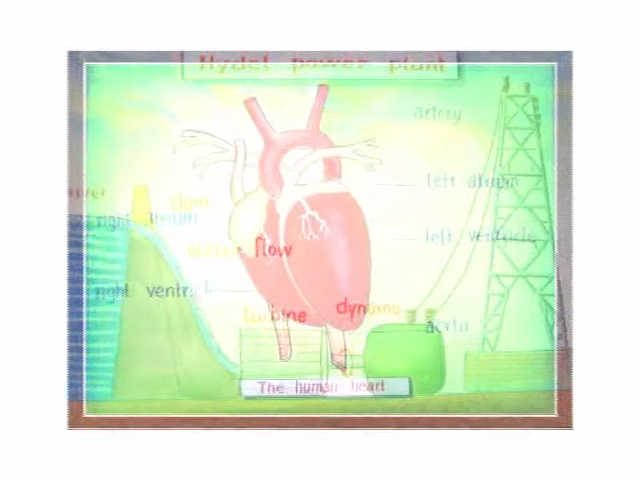 Hydel power plant
artery
left atrium
river
dam
right atrium
left ventricle
water flow
right ventricle
turbine
dynamo
aorta
The human heart